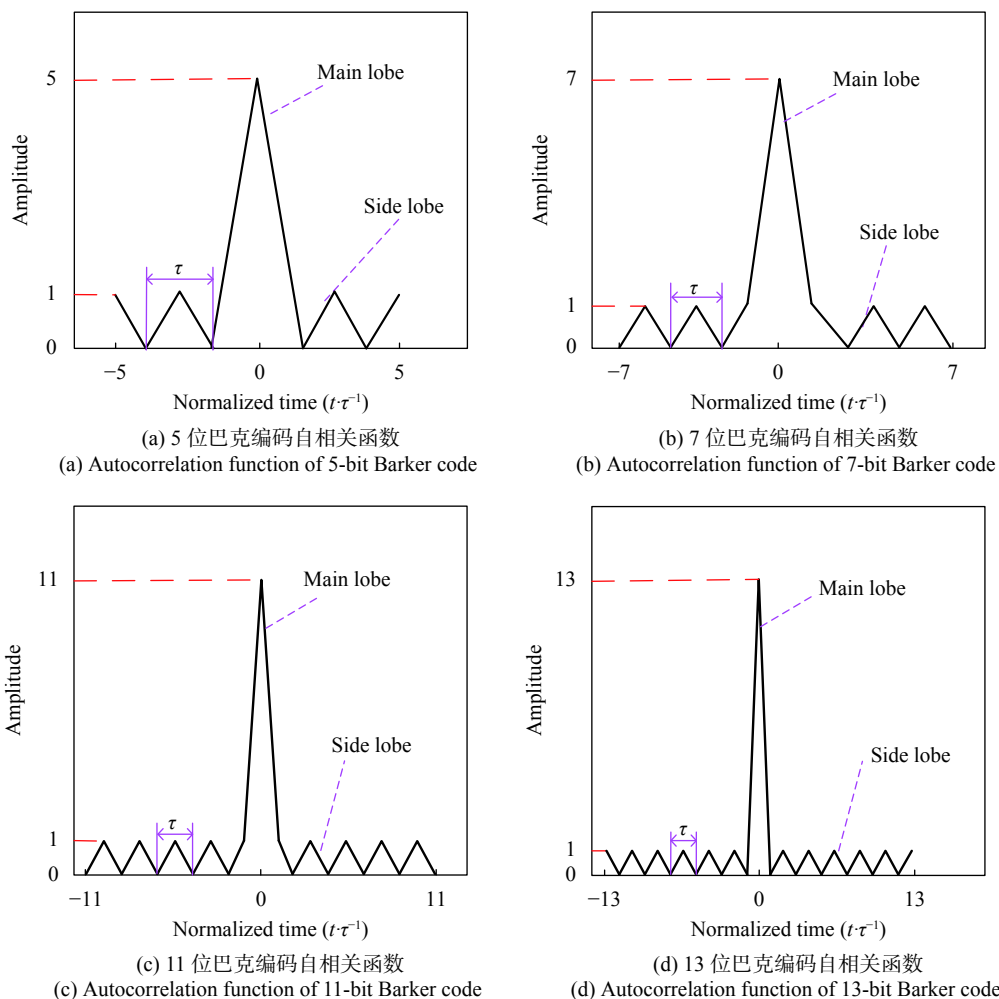 5
Main lobe
Amplitude
Side lobe
τ
1
0
−5
0
5
Normalized time (t·τ⁻¹)
(a) 5 位巴克编码自相关函数
(a) Autocorrelation function of 5-bit Barker code
7
Main lobe
Amplitude
Side lobe
τ
1
0
−7
0
7
Normalized time (t·τ⁻¹)
(b) 7 位巴克编码自相关函数
(b) Autocorrelation function of 7-bit Barker code
11
Main lobe
Amplitude
Side lobe
τ
1
0
−11
0
11
Normalized time (t·τ⁻¹)
(c) 11 位巴克编码自相关函数
(c) Autocorrelation function of 11-bit Barker code
13
Main lobe
Amplitude
Side lobe
τ
1
0
−13
0
13
Normalized time (t·τ⁻¹)
(d) 13 位巴克编码自相关函数
(d) Autocorrelation function of 13-bit Barker code